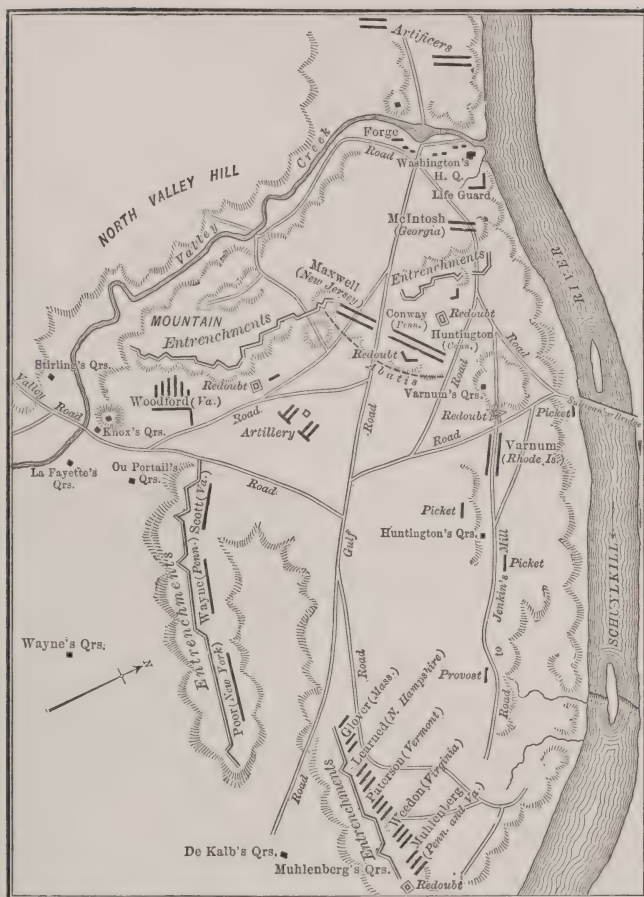 Artificers
Forge
Road
Washington's
H. Q.
Life Guard
NORTH VALLEY HILL
Valley Creek
McIntosh
(Georgia)
Entrenchments
RIVER
Maxwell
(New Jersey)
MOUNTAIN
Entrenchments
Conway
(Penn.)
Redoubt
Huntington
(Conn.)
Road
Redoubt
Abatis
Road
Stirling's Qrs.
Valley
Road
Woodford (Va.)
Redoubt
Road
Varnum's Qrs.
Redoubt
Picket
Bridge
Knox's Qrs.
Artillery
Road
Road
Varnum
(Rhode Is.)
La Fayette's
Qrs.
Ou Portail's
Qrs.
Road
Scott (Va.)
Picket
Gulf
Huntington's Qrs.
Picket
Entrenchments
Wayne (Penn.)
Road to Jenkin's Mill
SCHUYLKILL
Wayne's Qrs.
N
Poor (New York)
Road
Provost
Glover (Mass.)
Learned (N. Hampshire)
Paterson (Vermont)
Weedon (Virginia)
Muhlenberg
(Penn. and Va.)
Road
Entrenchments
De Kalb's Qrs.
Muhlenberg's Qrs.
Redoubt